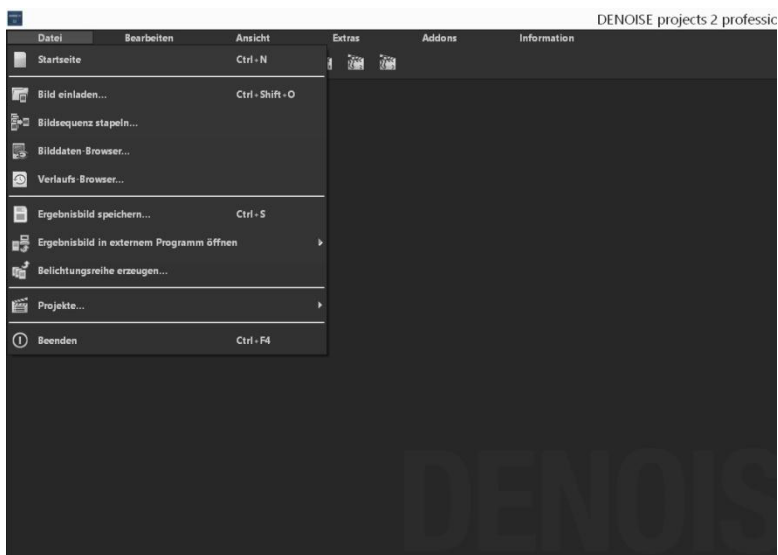 DENOISE projects 2 professio
Datei Bearbeiten Ansicht Extras Addons Information
Startseite Ctrl+N
Bild einladen... Ctrl+Shift+O
Bildsequenz stapeln...
Bilddaten-Browser...
Verlaufs-Browser...
Ergebnisbild speichern... Ctrl+S
Ergebnisbild in externem Programm öffnen
Belichtungsreihe erzeugen...
Projekte...
Beenden Ctrl+F4
DENOIS